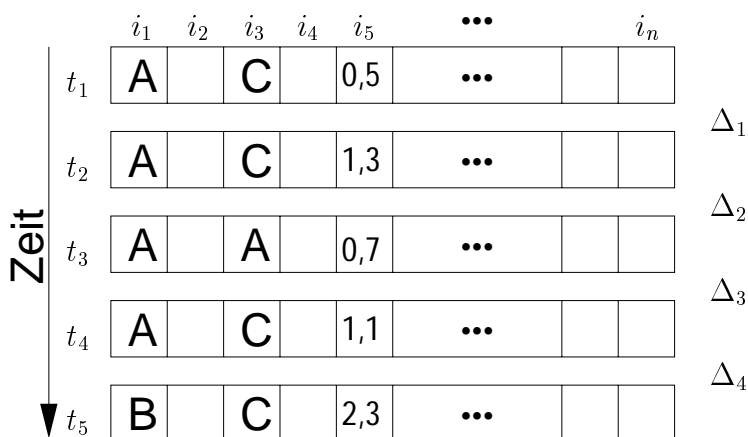 i₁ i₂ i₃ i₄ i₅ ••• iₙ
t₁ A C 0,5 •••
Δ₁
t₂ A C 1,3 •••
Δ₂
t₃ A A 0,7 •••
Δ₃
t₄ A C 1,1 •••
Δ₄
t₅ B C 2,3 •••
Zeit